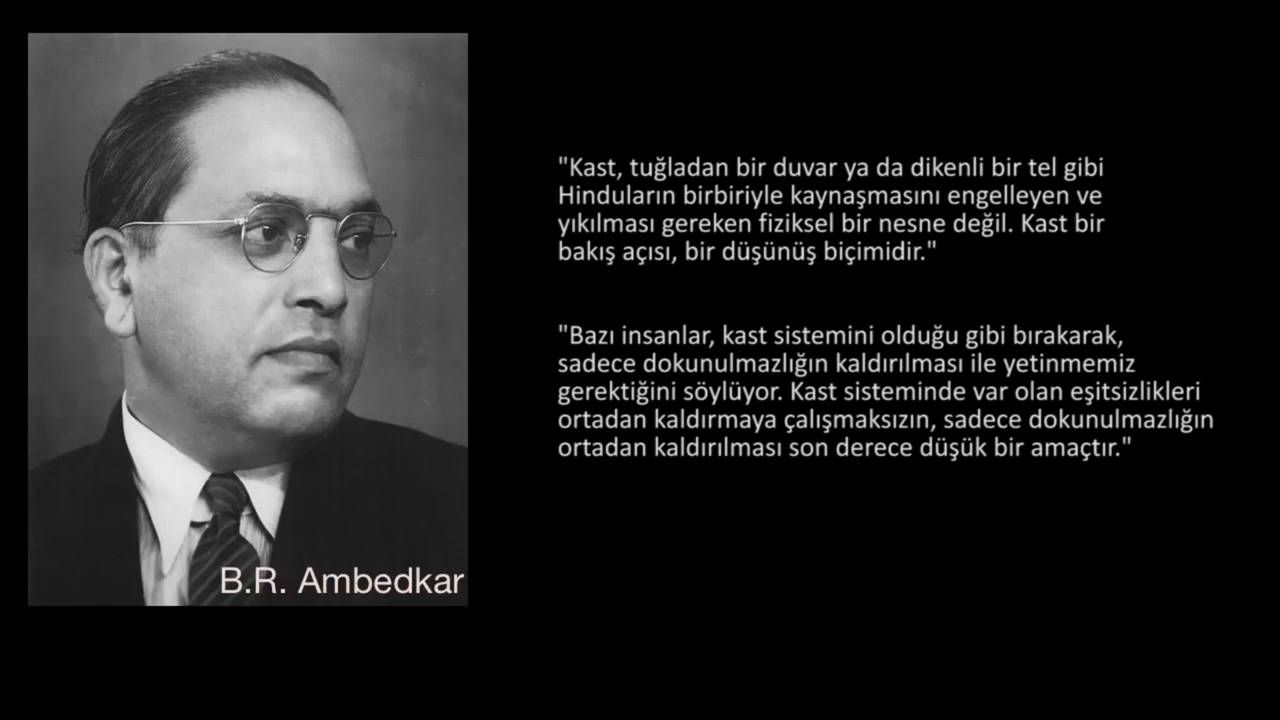 "Kast, tuğladan bir duvar ya da dikenli bir tel gibi
Hinduların birbiriyle kaynaşmasını engelleyen ve
yıkılması gereken fiziksel bir nesne değil. Kast bir
bakış açısı, bir düşünüş biçimidir."
"Bazı insanlar, kast sistemini olduğu gibi bırakarak,
sadece dokunulmazlığın kaldırılması ile yetinmemiz
gerektiğini söylüyor. Kast sisteminde var olan eşitsizlikleri
ortadan kaldırmaya çalışmaksızın, sadece dokunulmazlığın
ortadan kaldırılması son derece düşük bir amaçtır."
B.R. Ambedkar